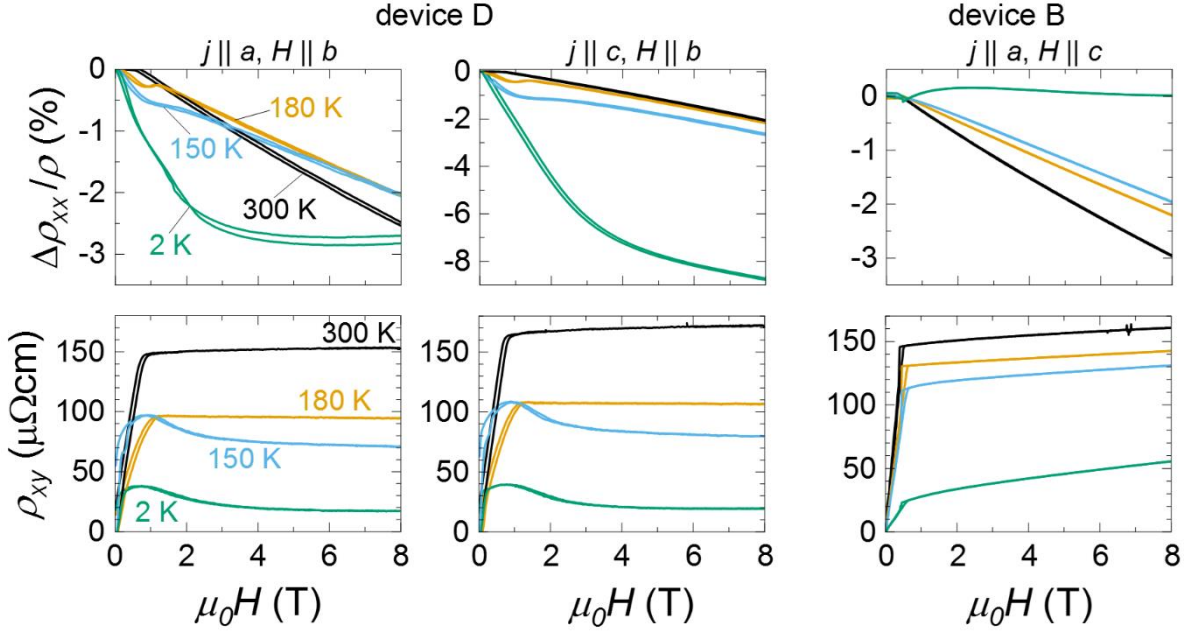 device D
device B
j || a, H || b
j || c, H || b
j || a, H || c
Δρxx/ρ (%)
0
-1
-2
-3
180 K
150 K
300 K
2 K
0
-2
-4
-6
-8
0
-1
-2
-3
ρxy (μΩcm)
150
100
50
0
300 K
180 K
150 K
2 K
150
100
50
0
150
100
50
0
0 2 4 6 8
0 2 4 6 8
0 2 4 6 8
μ0H (T)
μ0H (T)
μ0H (T)